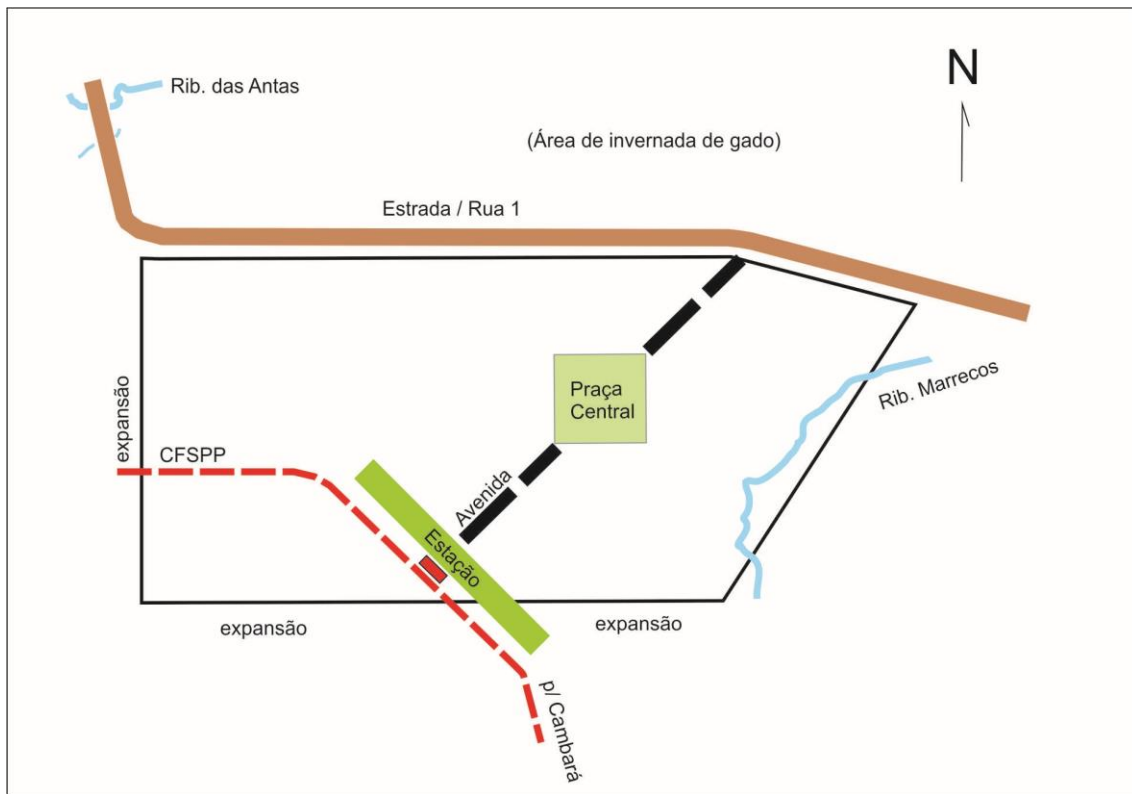 N
Rib. das Antas
(Área de invernada de gado)
Estrada / Rua 1
Praça
Central
Rib. Marrecos
expansão
CFSPP
Avenida
Estação
expansão
expansão
p/ Cambará